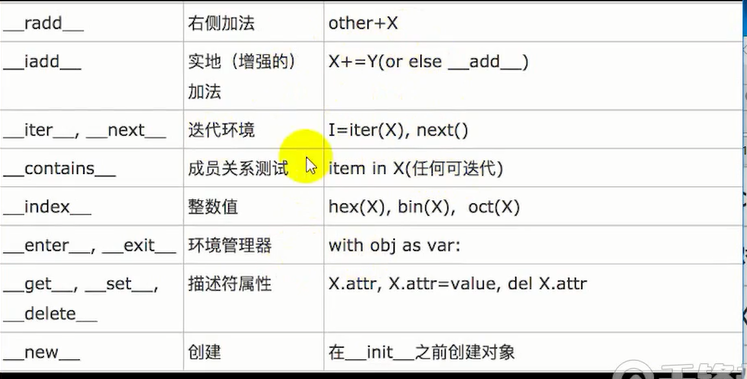 __radd__ 右侧加法 other+X
__iadd__ 实地（增强的） X+=Y(or else __add__)
加法
__iter__, __next__ 迭代环境 I=iter(X), next()
__contains__ 成员关系测试 item in X(任何可迭代)
__index__ 整数值 hex(X), bin(X), oct(X)
__enter__, __exit__ 环境管理器 with obj as var:
__get__, __set__, 描述符属性 X.attr, X.attr=value, del X.attr
__delete__
__new__ 创建 在__init__之前创建对象